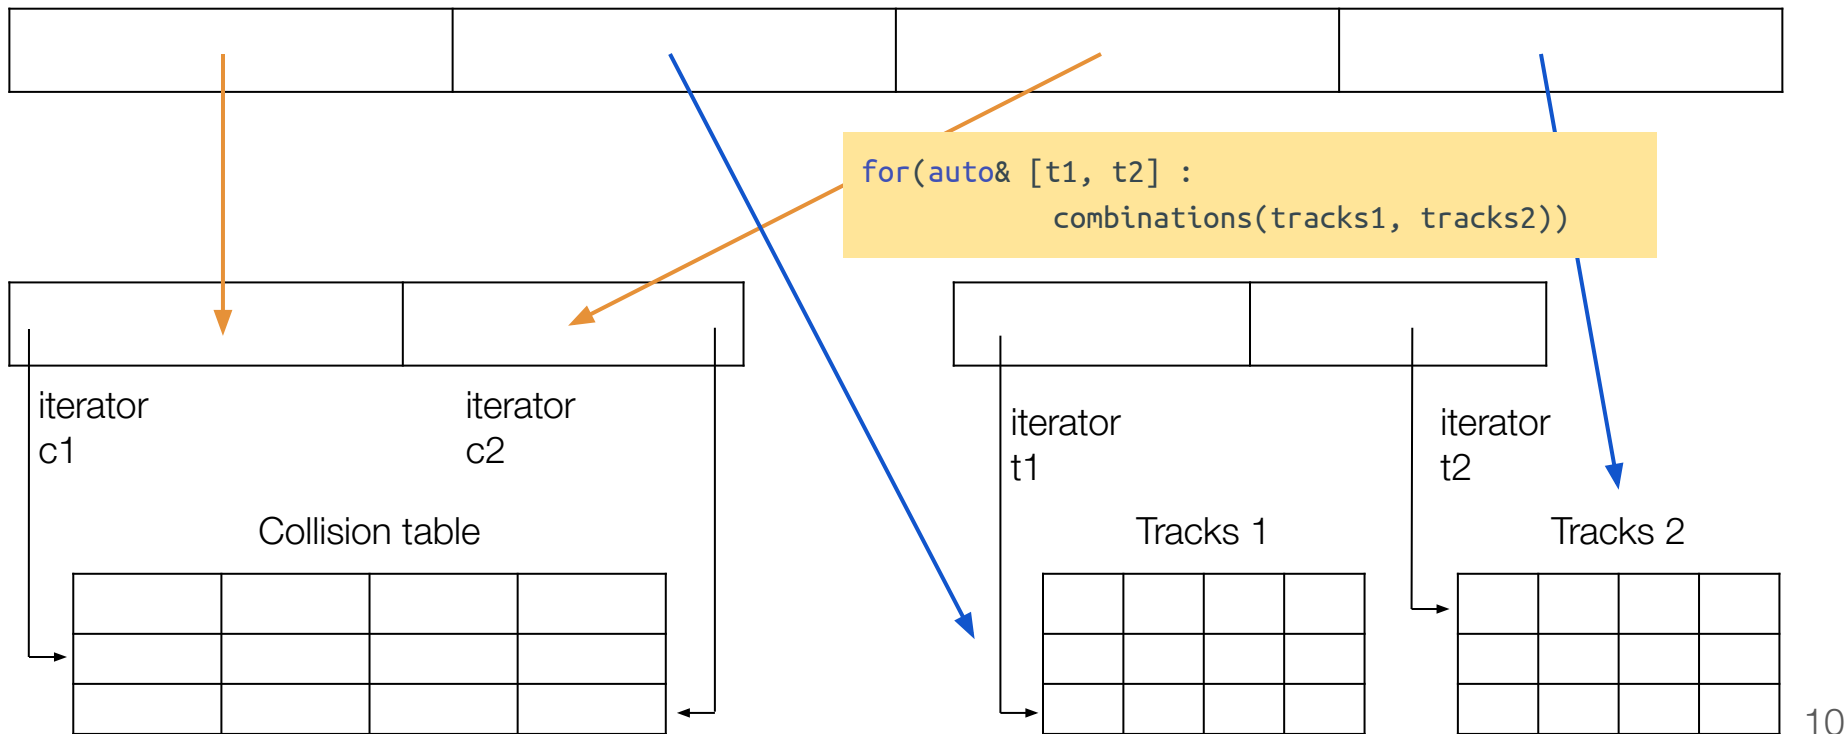 for(auto& [t1, t2] :
combinations(tracks1, tracks2))
iterator
c1
iterator
c2
iterator
t1
iterator
t2
Collision table
Tracks 1
Tracks 2
10